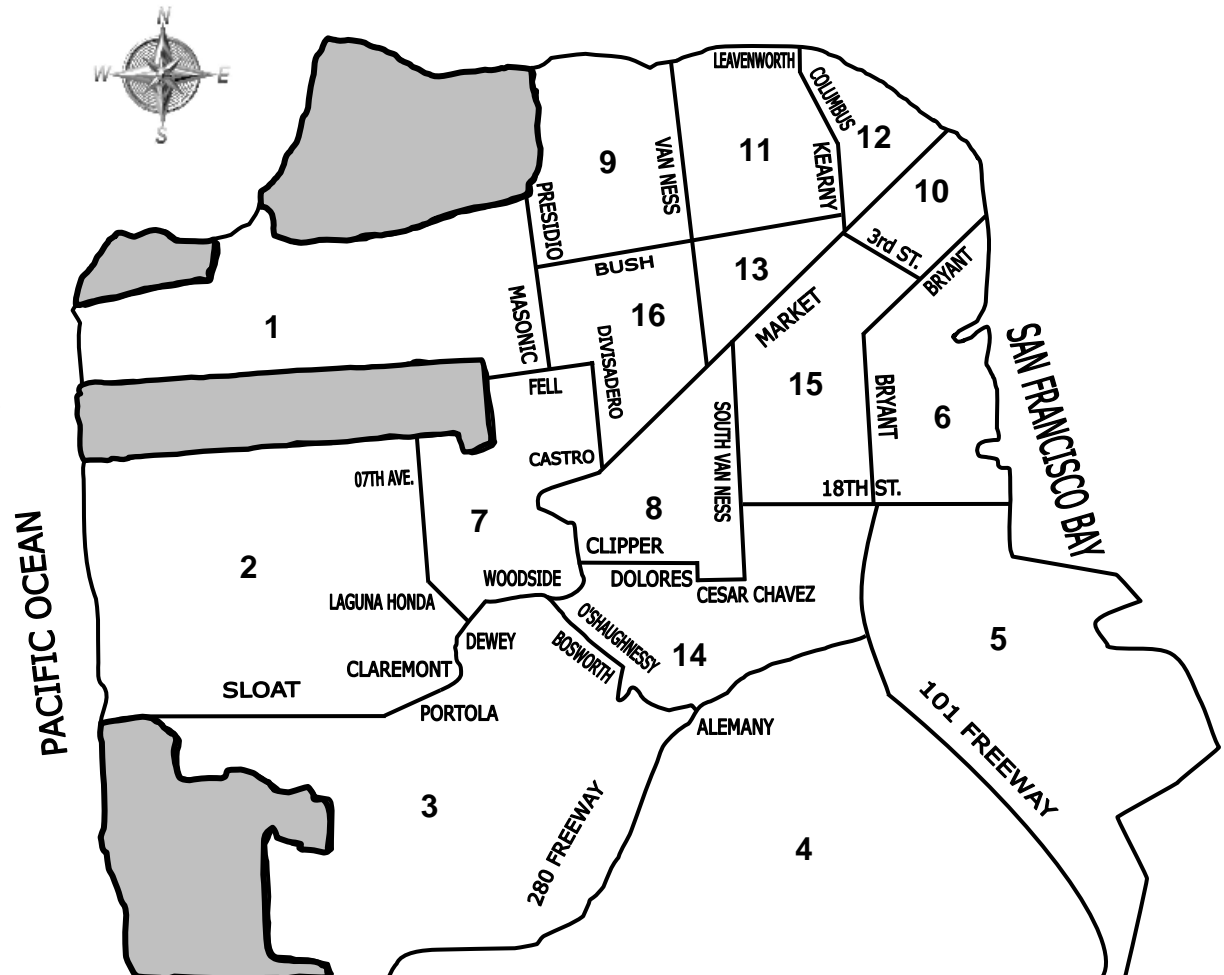 N
W E
S
LEAVENWORTH
COLUMBUS
12
11
9
VAN NESS
KEARNY
10
PRESIDIO
3rd ST.
BUSH
13
BRYANT
MASONIC
16
MARKET
1
DIVISADERO
SAN FRANCISCO BAY
FELL
15
BRYANT
6
SOUTH VAN NESS
CASTRO
07TH AVE.
18TH ST.
8
7
CLIPPER
2
WOODSIDE
DOLORES
CESAR CHAVEZ
LAGUNA HONDA
PACIFIC OCEAN
DEWEY
O'SHAUGHNESSY
BOSWORTH
14
5
CLAREMONT
SLOAT
PORTOLA
ALEMANY
101 FREEWAY
3
280 FREEWAY
4